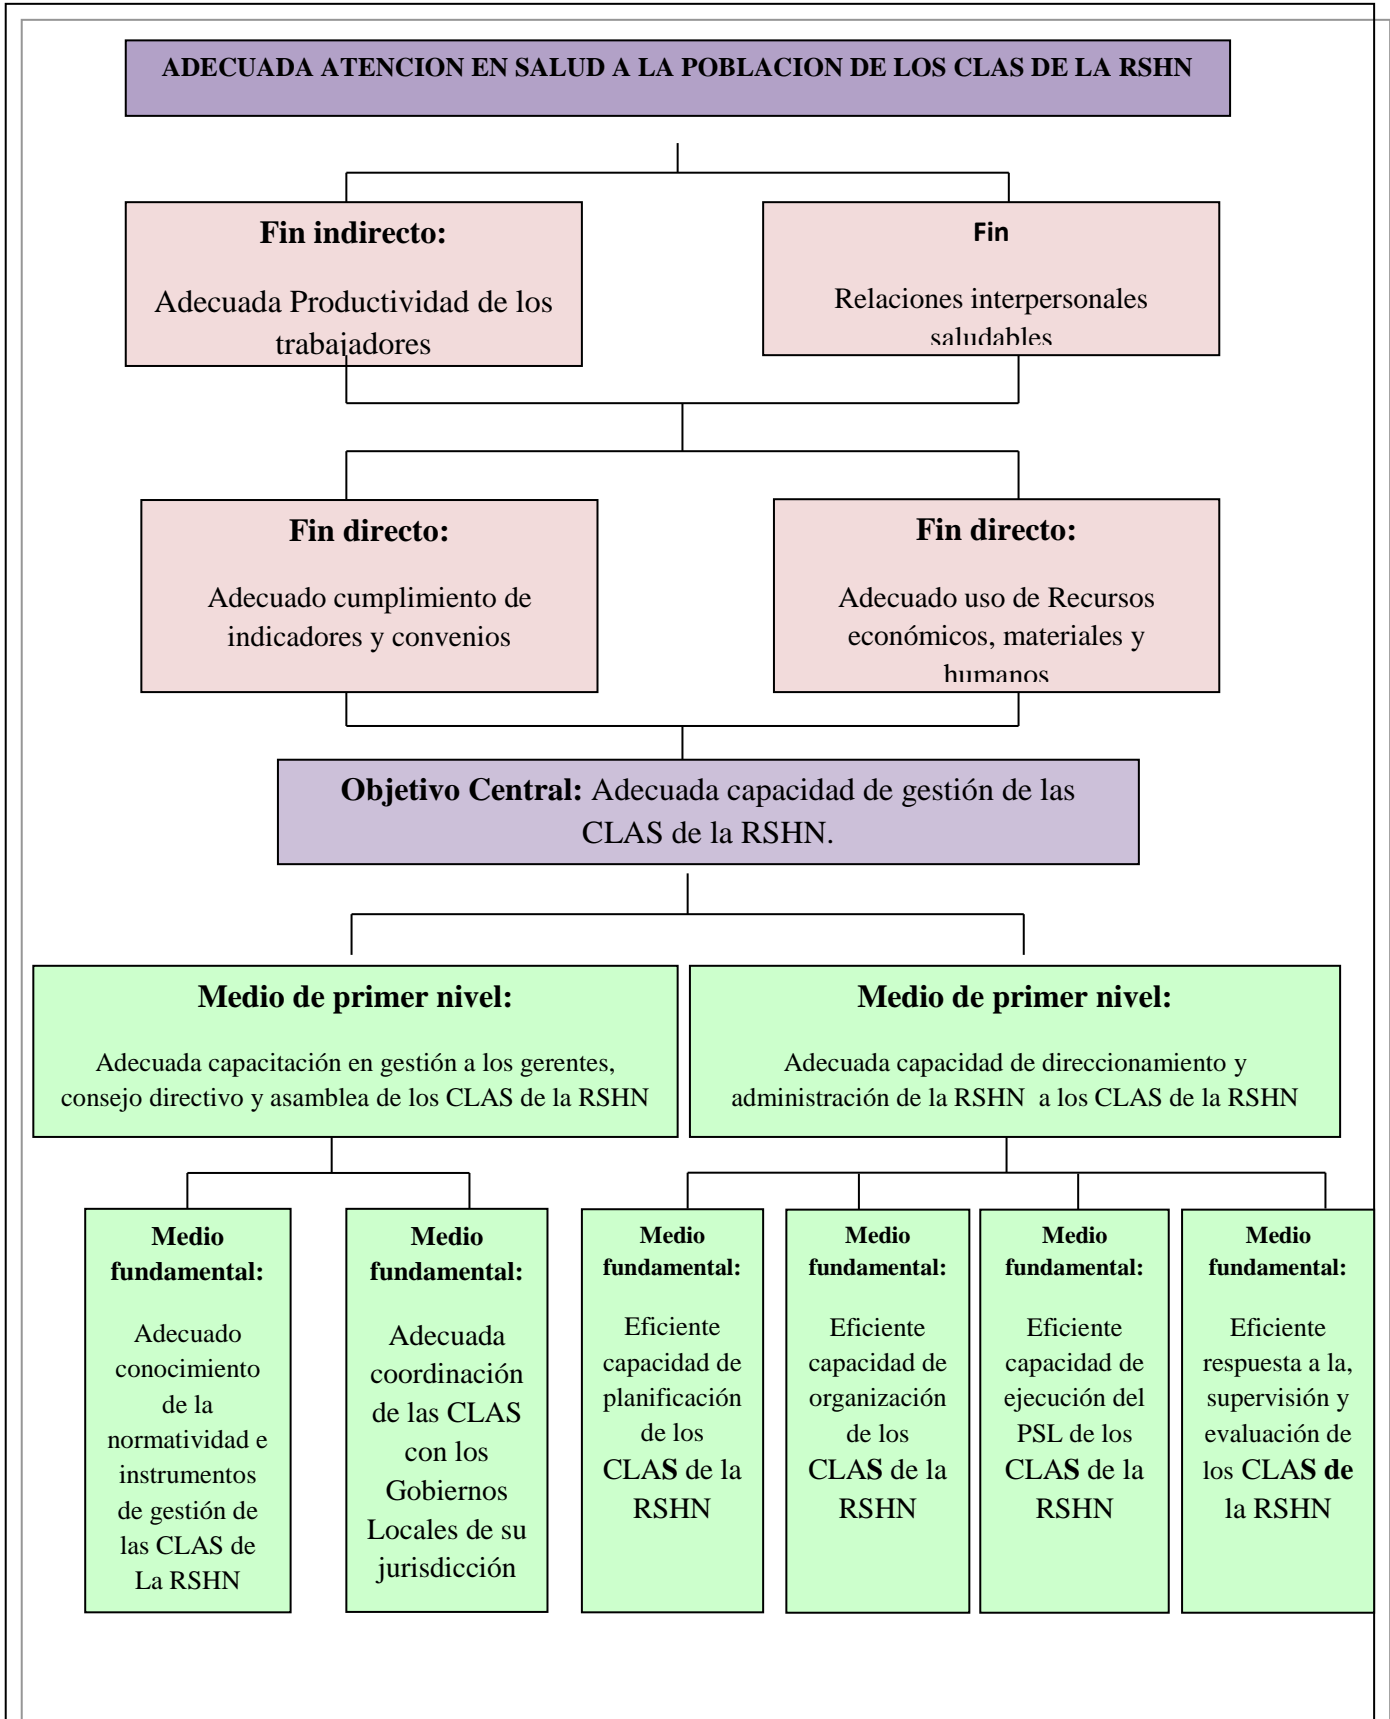 ADECUADA ATENCION EN SALUD A LA POBLACION DE LOS CLAS DE LA RSHN
Fin indirecto:
Adecuada Productividad de los
trabajadores
Fin
Relaciones interpersonales
saludables
Fin directo:
Adecuado cumplimiento de
indicadores y convenios
Fin directo:
Adecuado uso de Recursos
económicos, materiales y
humanos
Objetivo Central: Adecuada capacidad de gestión de las
CLAS de la RSHN.
Medio de primer nivel:
Adecuada capacitación en gestión a los gerentes,
consejo directivo y asamblea de los CLAS de la RSHN
Medio de primer nivel:
Adecuada capacidad de direccionamiento y
administración de la RSHN a los CLAS de la RSHN
Medio
fundamental:
Adecuado
conocimiento
de la
normatividad e
instrumentos
de gestión de
las CLAS de
La RSHN
Medio
fundamental:
Adecuada
coordinación
de las CLAS
con los
Gobiernos
Locales de su
jurisdicción
Medio
fundamental:
Eficiente
capacidad de
planificación
de los
CLAS de la
RSHN
Medio
fundamental:
Eficiente
capacidad de
organización
de los
CLAS de la
RSHN
Medio
fundamental:
Eficiente
capacidad de
ejecución del
PSL de los
CLAS de la
RSHN
Medio
fundamental:
Eficiente
respuesta a la,
supervisión y
evaluación de
los CLAS de
la RSHN